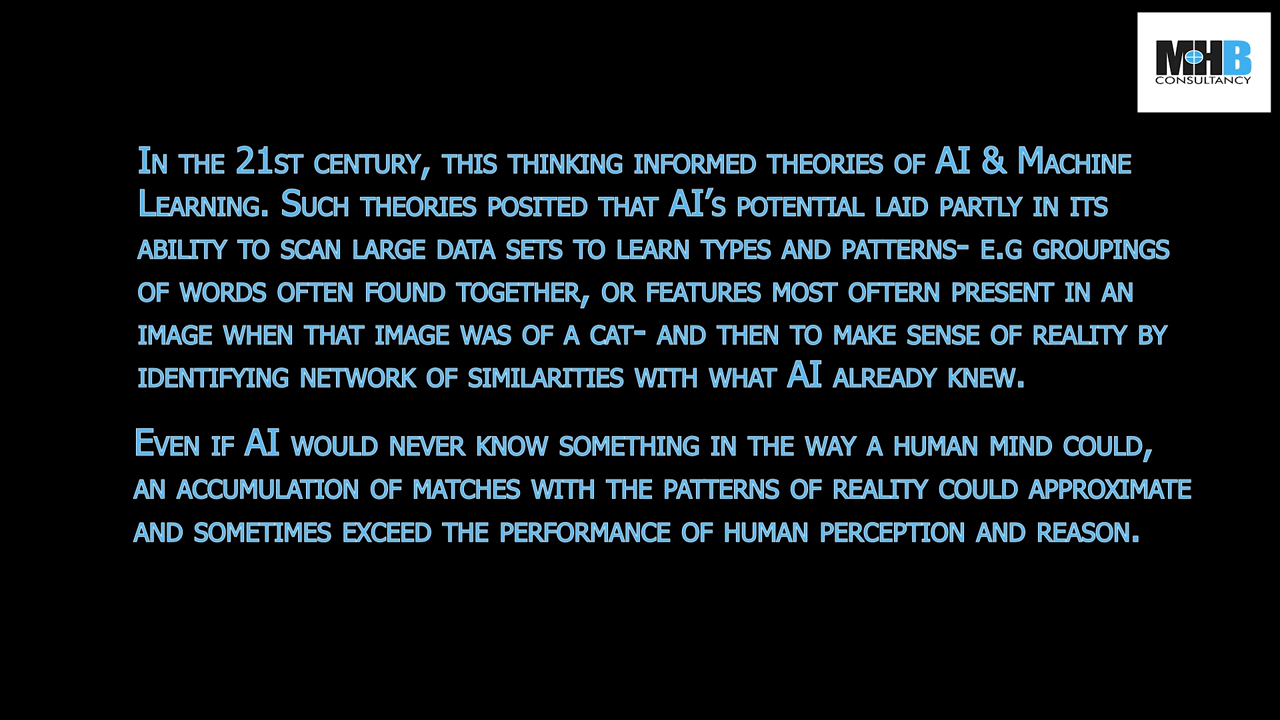 MHB
CONSULTANCY
In the 21st century, this thinking informed theories of AI & Machine
Learning. Such theories posited that AI’s potential laid partly in its
ability to scan large data sets to learn types and patterns- e.g groupings
of words often found together, or features most oftern present in an
image when that image was of a cat- and then to make sense of reality by
identifying network of similarities with what AI already knew.
Even if AI would never know something in the way a human mind could,
an accumulation of matches with the patterns of reality could approximate
and sometimes exceed the performance of human perception and reason.